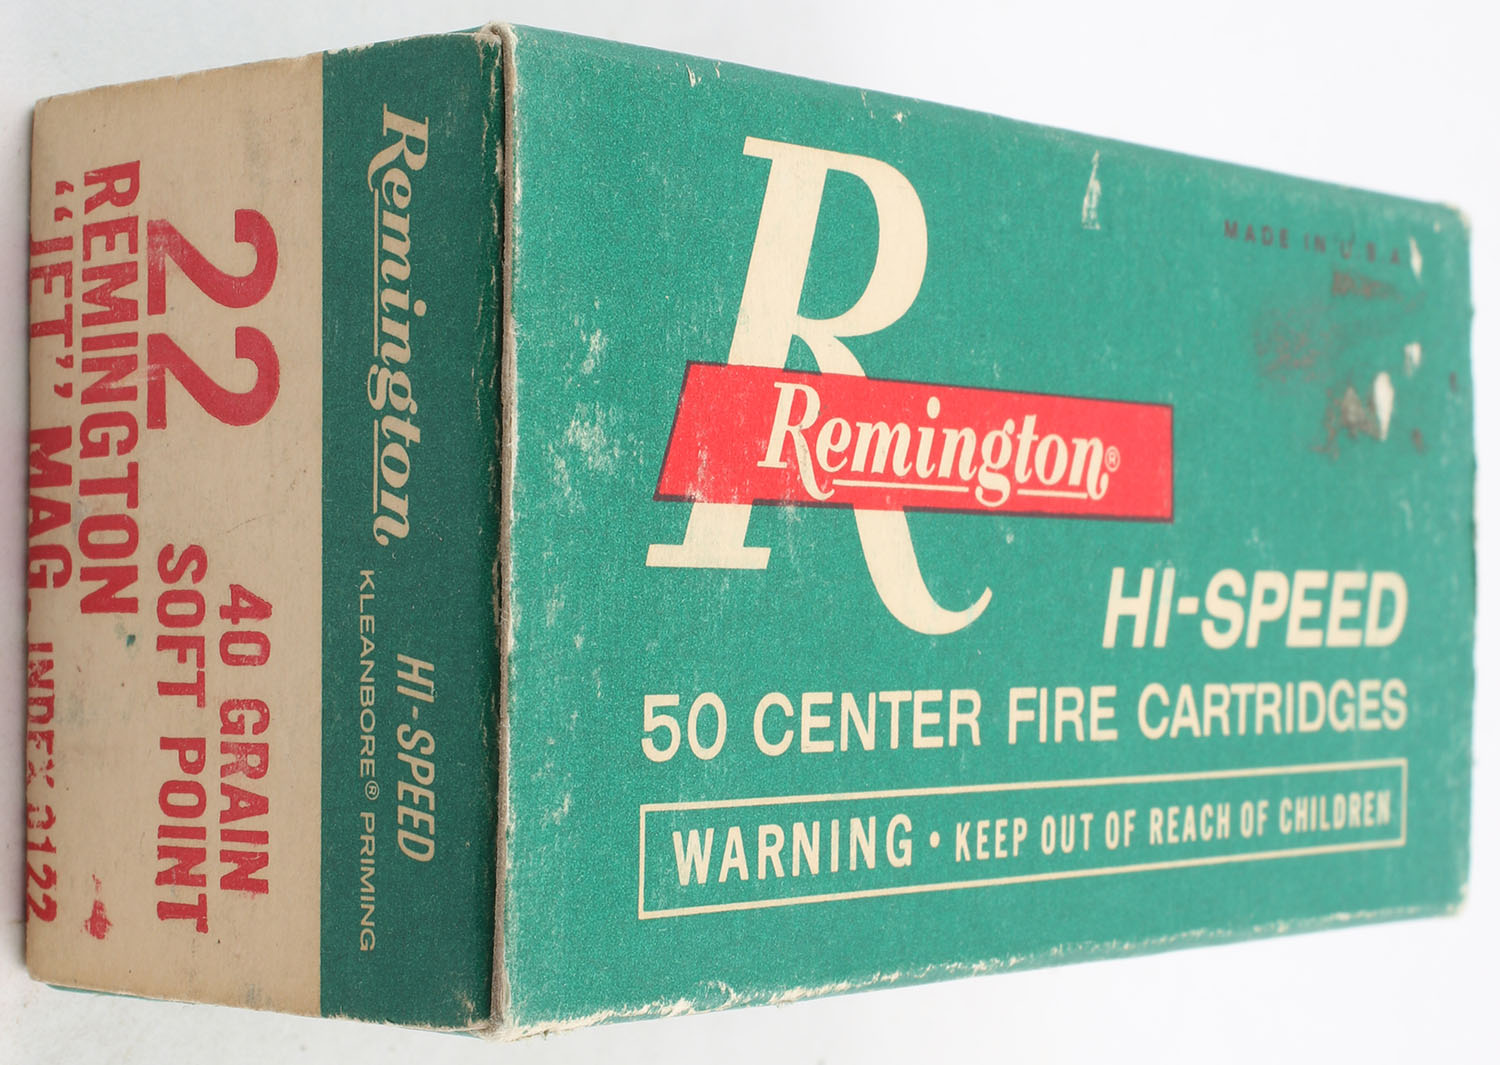 MADE IN U S A
Remington®
HI-SPEED
50 CENTER FIRE CARTRIDGES
WARNING • KEEP OUT OF REACH OF CHILDREN
Remington HI-SPEED
KLEANBORE® PRIMING
22 40 GRAIN
SOFT POINT
REMINGTON
“JET” MAG. INDEX